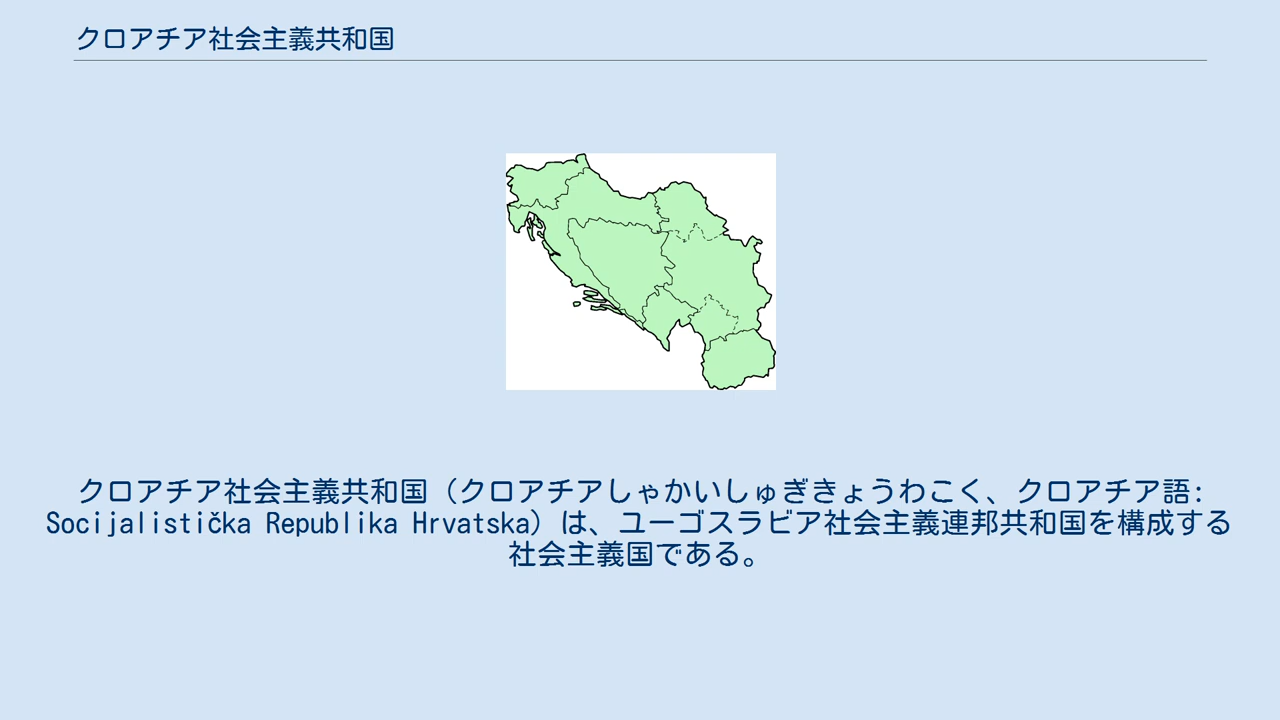 クロアチア社会主義共和国
クロアチア社会主義共和国（クロアチアしゃかいしゅぎきょうわこく、クロアチア語:
Socijalistička Republika Hrvatska）は、ユーゴスラビア社会主義連邦共和国を構成する
社会主義国である。